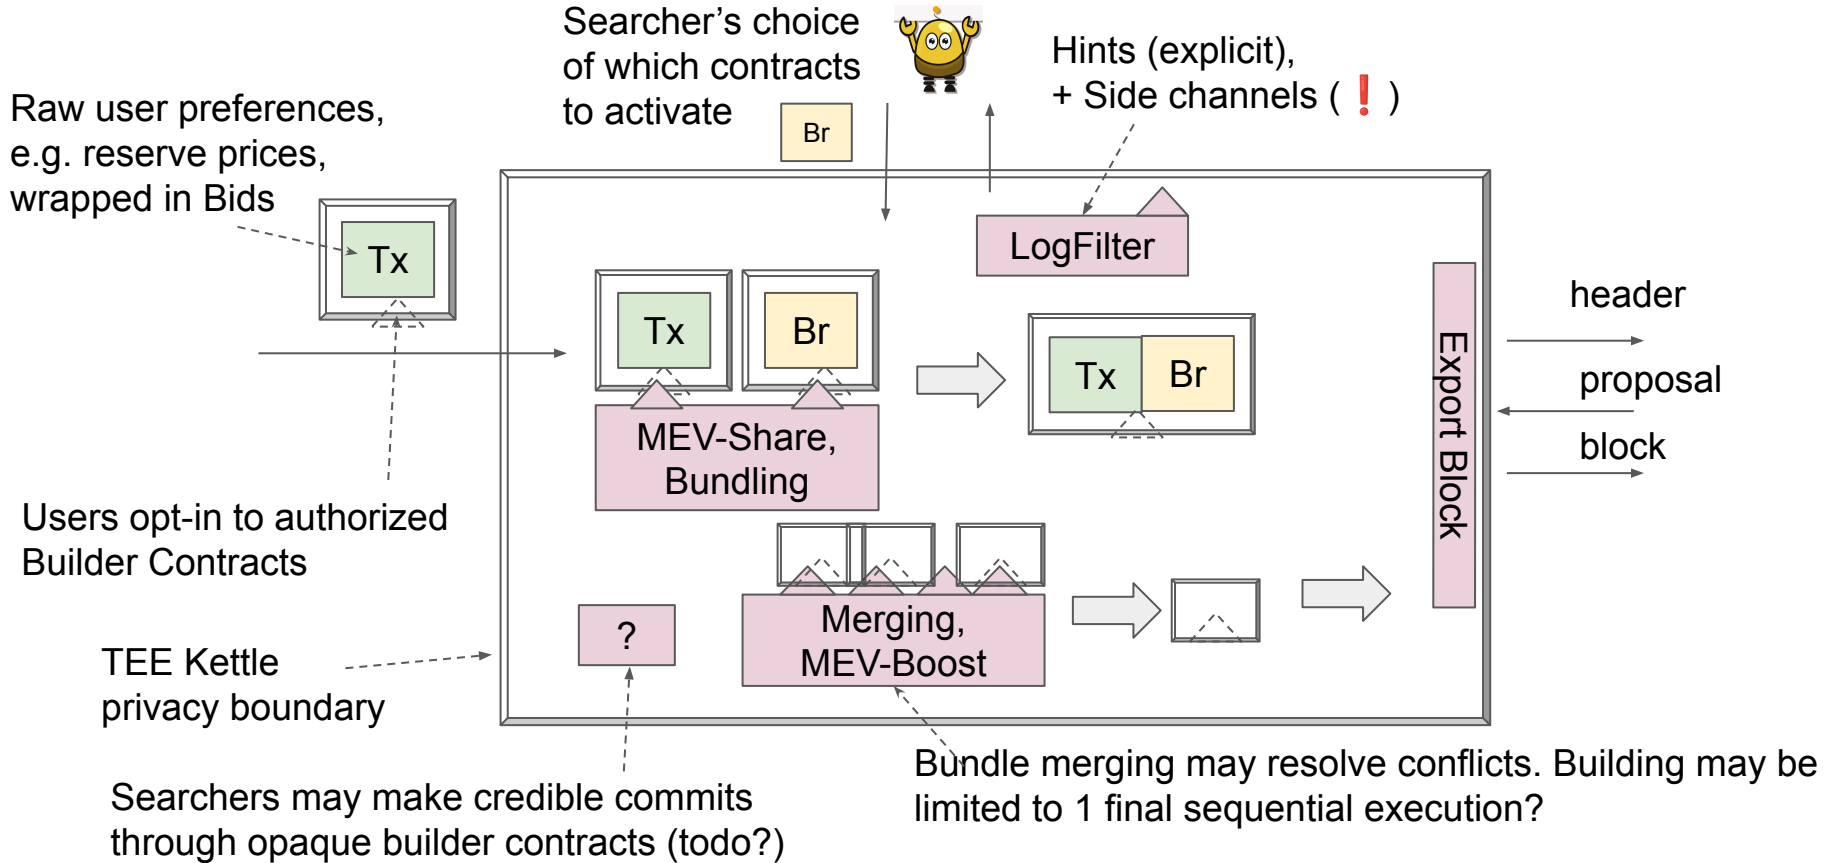 Searcher’s choice
of which contracts
to activate
Br
Hints (explicit),
+ Side channels (❗)
Raw user preferences,
e.g. reserve prices,
wrapped in Bids
Tx
LogFilter
Tx
Br
Tx
Br
MEV-Share,
Bundling
Export Block
header
proposal
block
Users opt-in to authorized
Builder Contracts
?
Merging,
MEV-Boost
TEE Kettle
privacy boundary
Bundle merging may resolve conflicts. Building may be
limited to 1 final sequential execution?
Searchers may make credible commits
through opaque builder contracts (todo?)